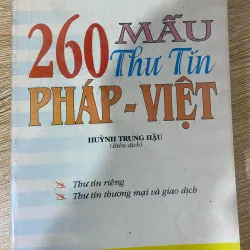 260 MẪU
Thư Tín
PHÁP - VIỆT
HUỲNH TRUNG HẬU
(Biên dịch)
Thư tín riêng
Thư tín thương mại và giao dịch